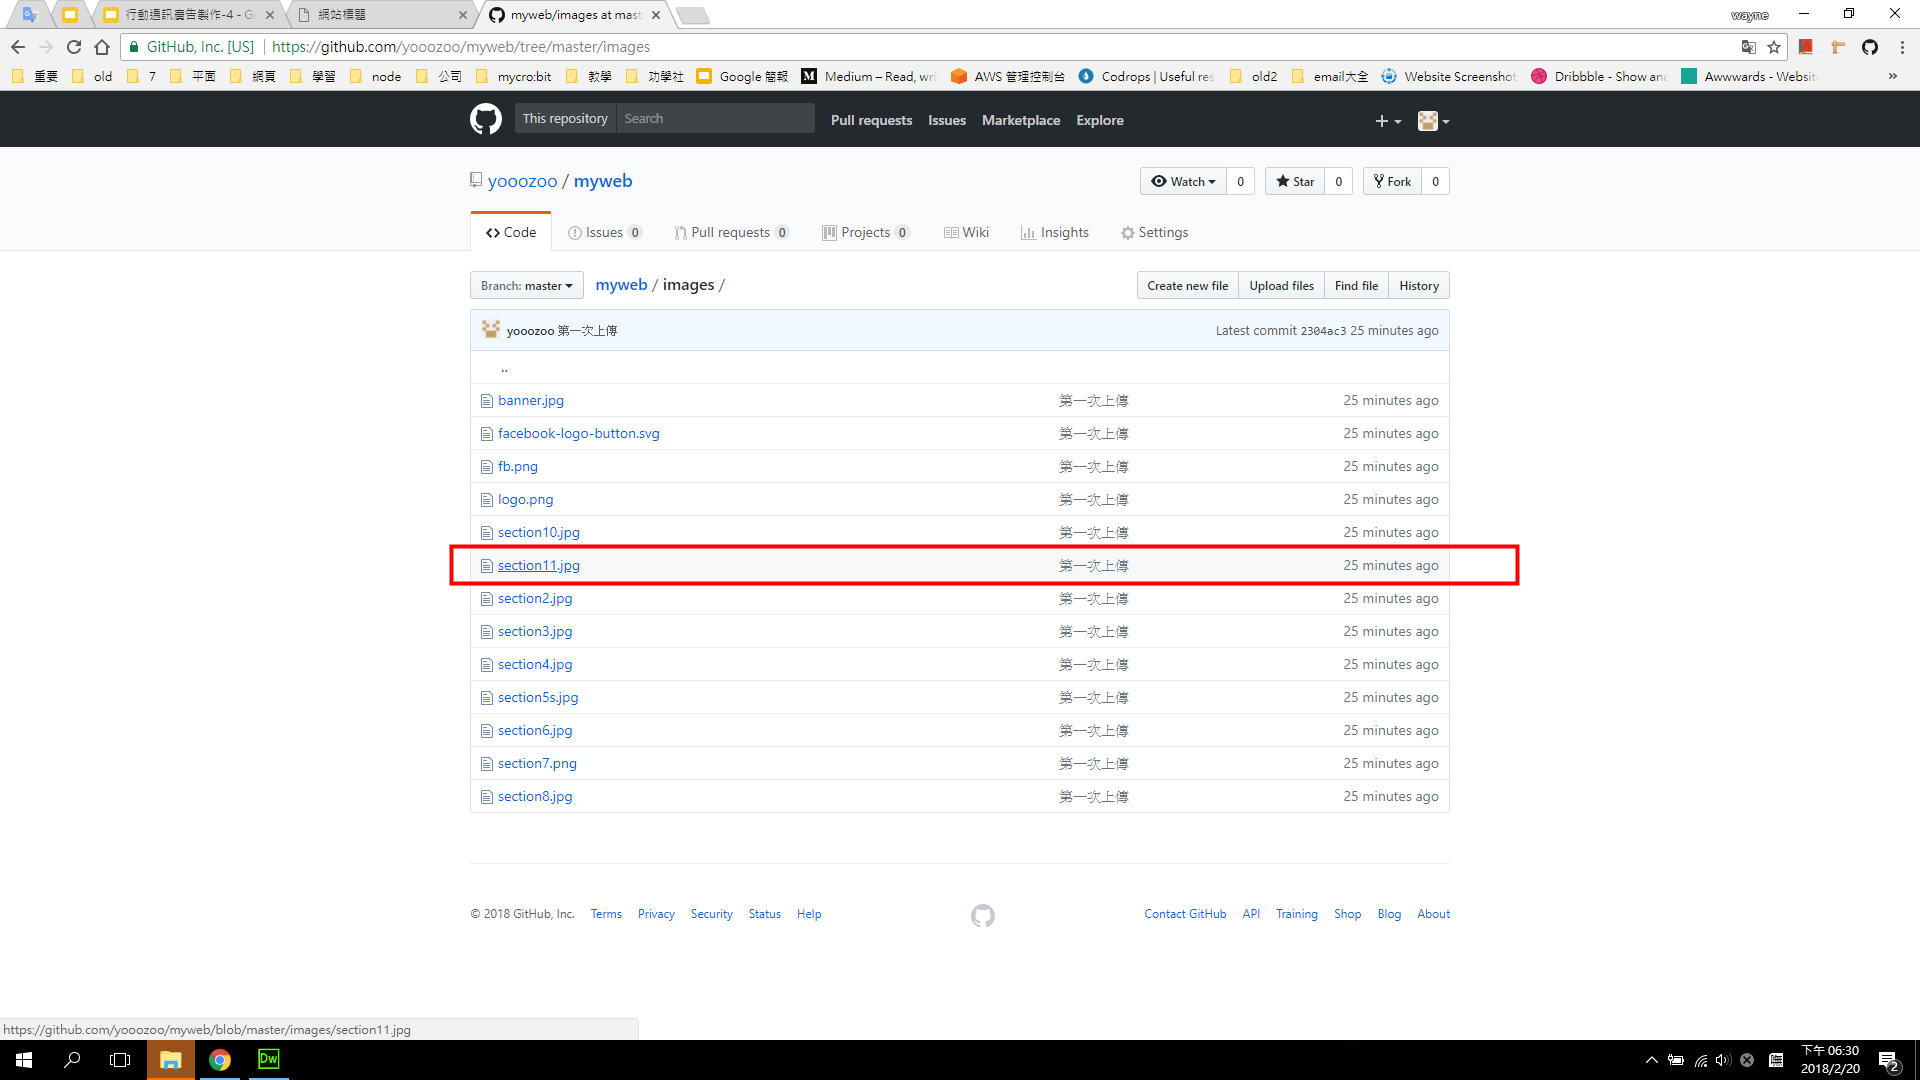 行動通訊廣告製作-4 - G
網站標題
myweb/images at mast
wayne
GitHub, Inc. [US]
https://github.com/yooozoo/myweb/tree/master/images
重要
old
7
平面
網頁
學習
node
公司
mycro:bit
教學
功學社
Google 簡報
Medium – Read, wri
AWS 管理控制台
Codrops | Useful res
old2
email大全
Website Screenshot
Dribbble - Show and
Awwwards - Websit
»
This repository
Search
Pull requests
Issues
Marketplace
Explore
yooozoo / myweb
Watch 0
Star 0
Fork 0
Code
Issues 0
Pull requests 0
Projects 0
Wiki
Insights
Settings
Branch: master
myweb / images /
Create new file
Upload files
Find file
History
yooozoo 第一次上傳
Latest commit 2304ac3 25 minutes ago
..
banner.jpg 第一次上傳 25 minutes ago
facebook-logo-button.svg 第一次上傳 25 minutes ago
fb.png 第一次上傳 25 minutes ago
logo.png 第一次上傳 25 minutes ago
section10.jpg 第一次上傳 25 minutes ago
section11.jpg 第一次上傳 25 minutes ago
section2.jpg 第一次上傳 25 minutes ago
section3.jpg 第一次上傳 25 minutes ago
section4.jpg 第一次上傳 25 minutes ago
section5s.jpg 第一次上傳 25 minutes ago
section6.jpg 第一次上傳 25 minutes ago
section7.png 第一次上傳 25 minutes ago
section8.jpg 第一次上傳 25 minutes ago
© 2018 GitHub, Inc.
Terms
Privacy
Security
Status
Help
Contact GitHub
API
Training
Shop
Blog
About
https://github.com/yooozoo/myweb/blob/master/images/section11.jpg
Dw
下午 06:30
2018/2/20
2